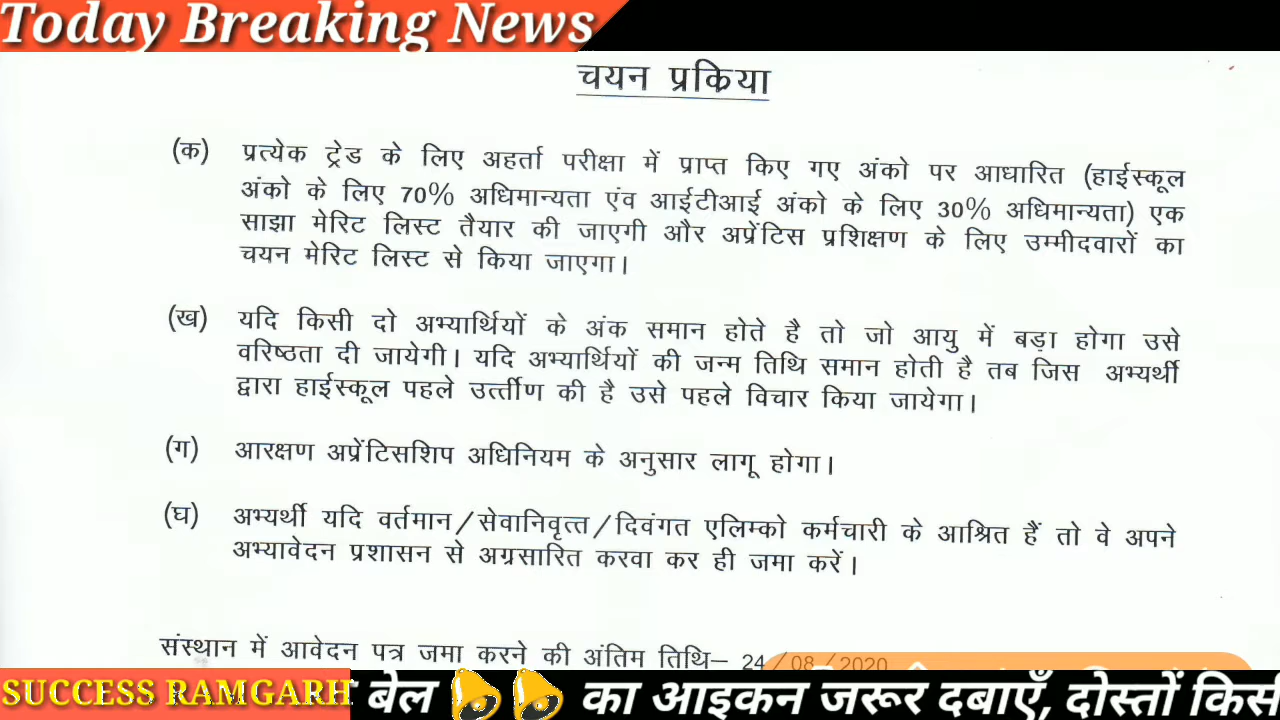 Today Breaking News
चयन प्रकिया
(क) प्रत्येक ट्रेड के लिए अहर्ता परीक्षा में प्राप्त किए गए अंको पर आधारित (हाईस्कूल
अंको के लिए 70% अधिमान्यता एंव आईटीआई अंको के लिए 30% अधिमान्यता) एक
साझा मेरिट लिस्ट तैयार की जाएगी और अप्रेंटिस प्रशिक्षण के लिए उम्मीदवारों का
चयन मेरिट लिस्ट से किया जाएगा।
(ख) यदि किसी दो अभ्यार्थियों के अंक समान होते है तो जो आयु में बड़ा होगा उसे
वरिष्ठता दी जायेगी। यदि अभ्यार्थियों की जन्म तिथि समान होती है तब जिस अभ्यर्थी
द्वारा हाईस्कूल पहले उर्त्तीण की है उसे पहले विचार किया जायेगा।
(ग) आरक्षण अप्रेंटिसशिप अधिनियम के अनुसार लागू होगा।
(घ) अभ्यर्थी यदि वर्तमान/सेवानिवृत्त/दिवंगत एलिम्को कर्मचारी के आश्रित हैं तो वे अपने
अभ्यावेदन प्रशासन से अग्रसारित करवा कर ही जमा करें।
संस्थान में आवेदन पत्र जमा करने की अंतिम तिथि– 24/08/2020
SUCCESS RAMGARH बेल 🔔🔔 का आइकन जरूर दबाएँ, दोस्तों किसी